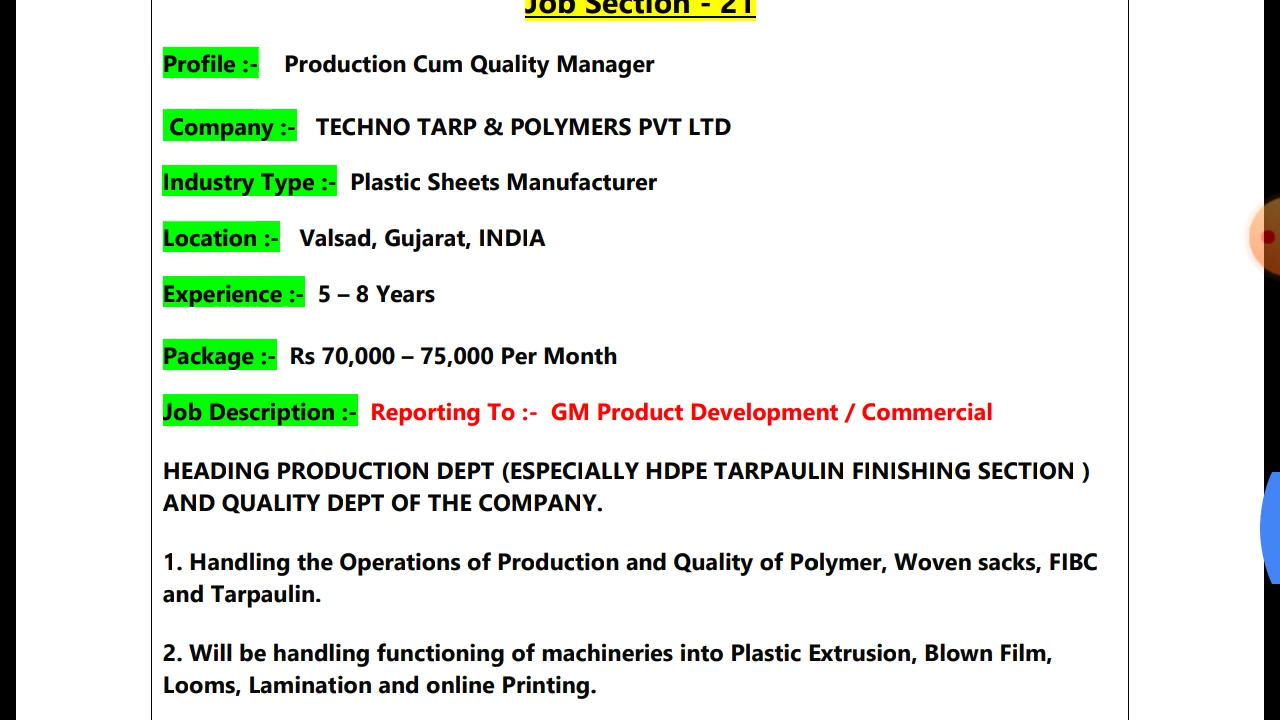 Job Section - 21
Profile :- Production Cum Quality Manager
Company :- TECHNO TARP & POLYMERS PVT LTD
Industry Type :- Plastic Sheets Manufacturer
Location :- Valsad, Gujarat, INDIA
Experience :- 5 – 8 Years
Package :- Rs 70,000 – 75,000 Per Month
Job Description :- Reporting To :- GM Product Development / Commercial
HEADING PRODUCTION DEPT (ESPECIALLY HDPE TARPAULIN FINISHING SECTION )
AND QUALITY DEPT OF THE COMPANY.
1. Handling the Operations of Production and Quality of Polymer, Woven sacks, FIBC
and Tarpaulin.
2. Will be handling functioning of machineries into Plastic Extrusion, Blown Film,
Looms, Lamination and online Printing.